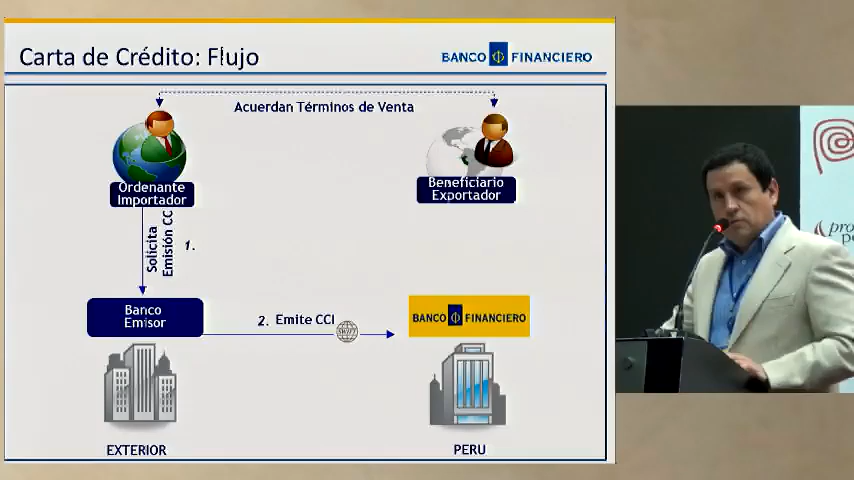 Carta de Crédito: Flujo
BANCO FINANCIERO
Acuerdan Términos de Venta
Ordenante
Importador
Beneficiario
Exportador
Solicita
Emisión CC
1.
Banco
Emisor
2. Emite CCI
SWIFT
BANCO FINANCIERO
EXTERIOR
PERU